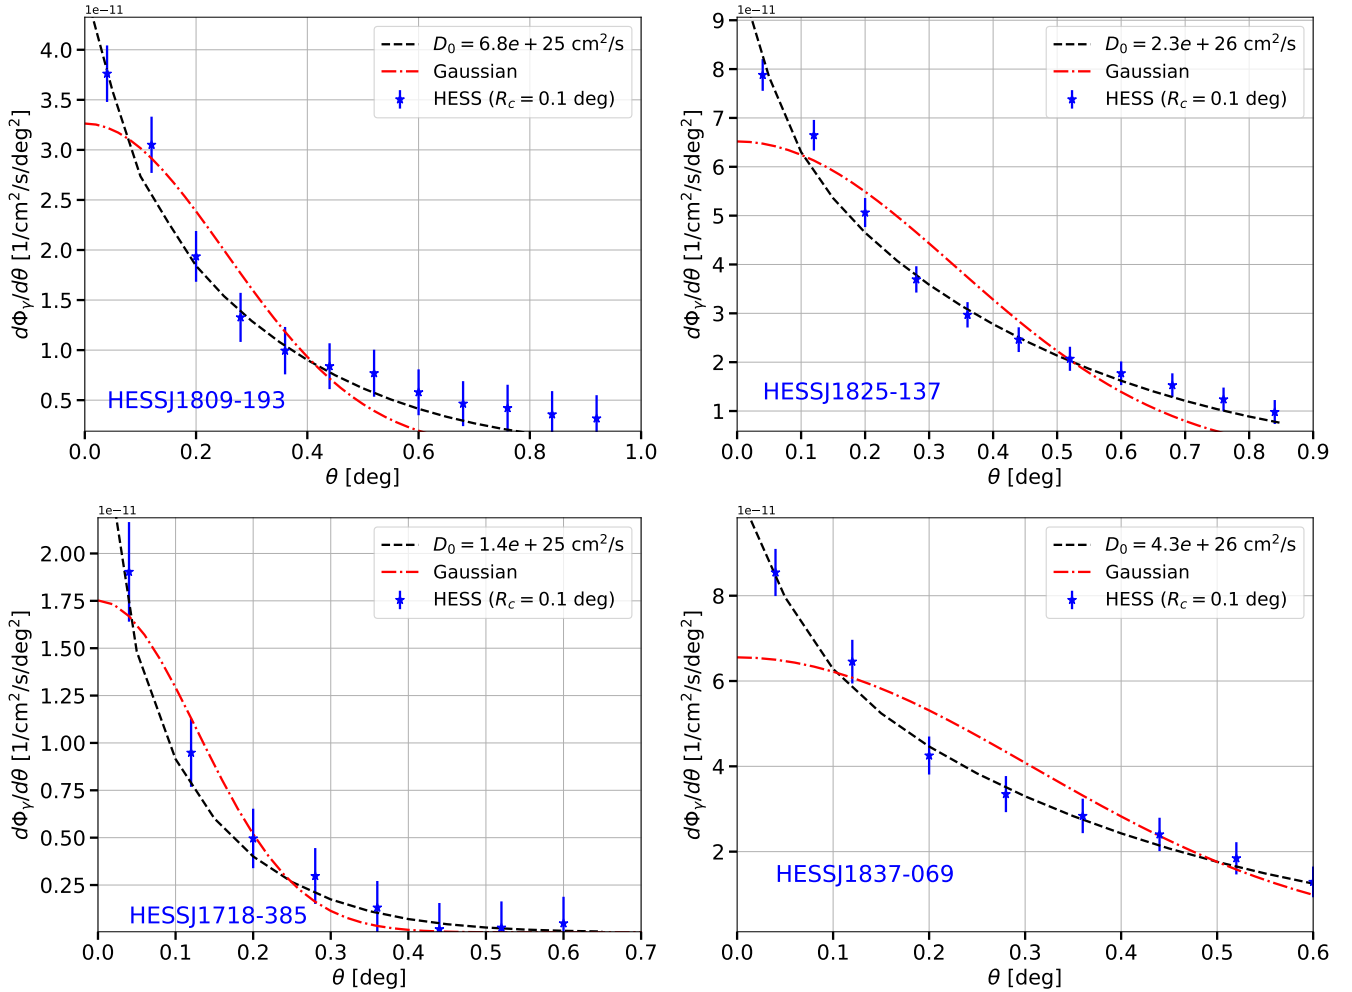 1e−11
dΦγ/dθ [1/cm²/s/deg²]
4.0
3.5
3.0
2.5
2.0
1.5
1.0
0.5
D₀ = 6.8e + 25 cm²/s
Gaussian
HESS (R_c = 0.1 deg)
HESSJ1809-193
0.0 0.2 0.4 0.6 0.8 1.0
θ [deg]
1e−11
dΦγ/dθ [1/cm²/s/deg²]
9
8
7
6
5
4
3
2
1
D₀ = 2.3e + 26 cm²/s
Gaussian
HESS (R_c = 0.1 deg)
HESSJ1825-137
0.0 0.1 0.2 0.3 0.4 0.5 0.6 0.7 0.8 0.9
θ [deg]
1e−11
dΦγ/dθ [1/cm²/s/deg²]
2.00
1.75
1.50
1.25
1.00
0.75
0.50
0.25
D₀ = 1.4e + 25 cm²/s
Gaussian
HESS (R_c = 0.1 deg)
HESSJ1718-385
0.0 0.1 0.2 0.3 0.4 0.5 0.6 0.7
θ [deg]
1e−11
dΦγ/dθ [1/cm²/s/deg²]
8
6
4
2
D₀ = 4.3e + 26 cm²/s
Gaussian
HESS (R_c = 0.1 deg)
HESSJ1837-069
0.0 0.1 0.2 0.3 0.4 0.5 0.6
θ [deg]